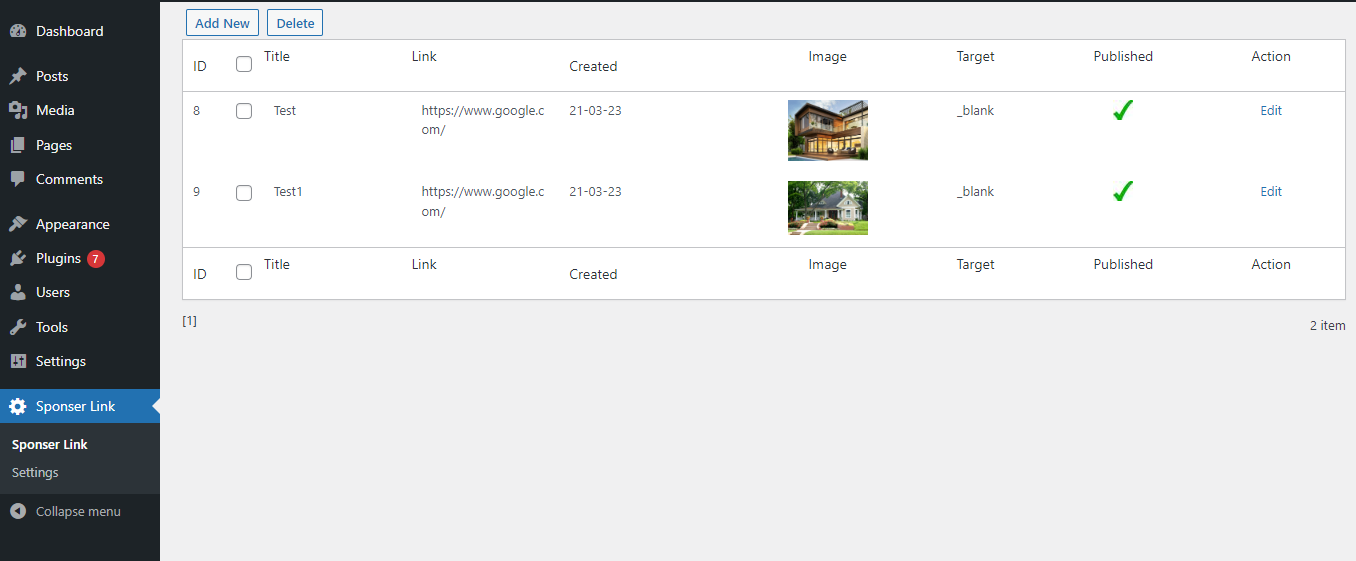 Dashboard
Posts
Media
Pages
Comments
Appearance
Plugins 7
Users
Tools
Settings
Sponser Link
Sponser Link
Settings
Collapse menu
Add New Delete
ID Title Link Created Image Target Published Action
8 Test https://www.google.c 21-03-23 _blank Edit
om/
9 Test1 https://www.google.c 21-03-23 _blank Edit
om/
ID Title Link Created Image Target Published Action
[1]
2 item